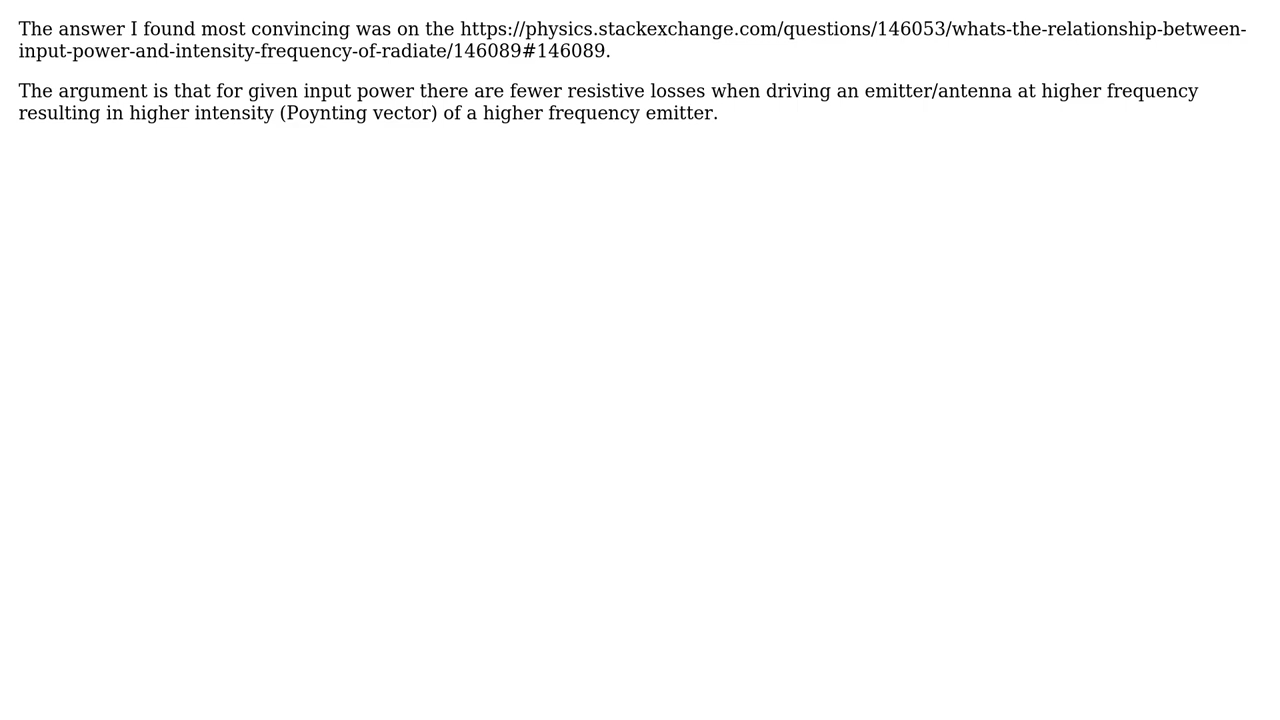 The answer I found most convincing was on the https://physics.stackexchange.com/questions/146053/whats-the-relationship-between-
input-power-and-intensity-frequency-of-radiate/146089#146089.
The argument is that for given input power there are fewer resistive losses when driving an emitter/antenna at higher frequency
resulting in higher intensity (Poynting vector) of a higher frequency emitter.